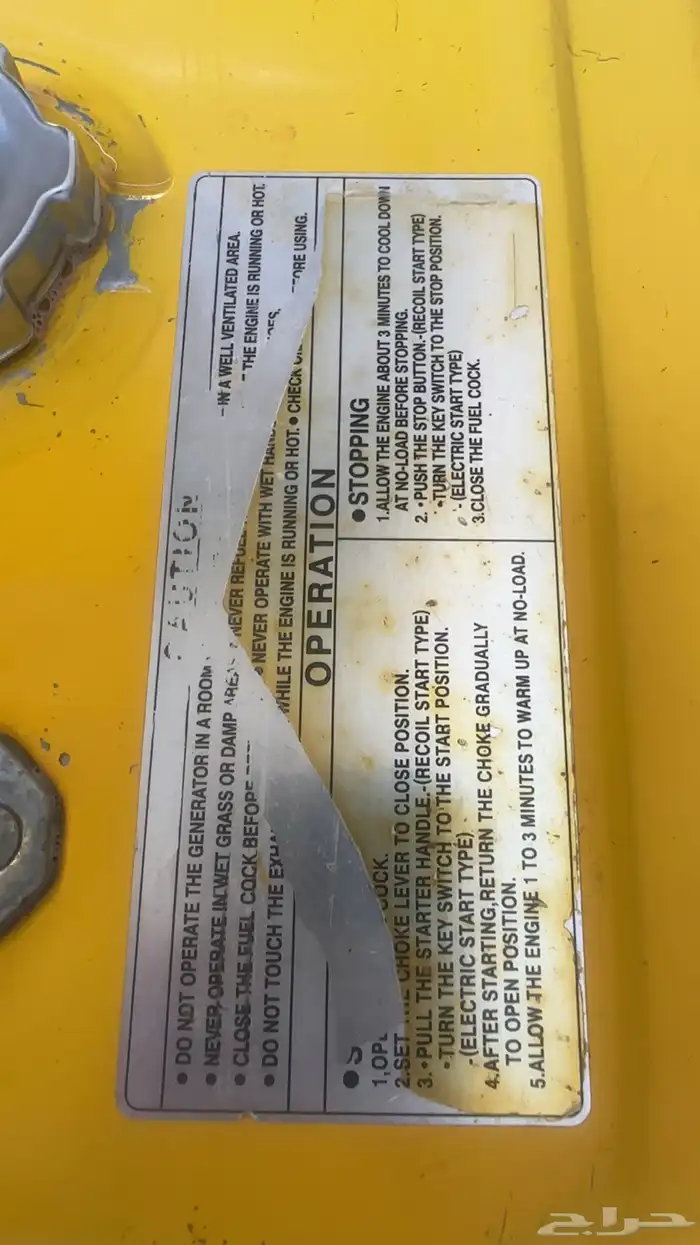 CAUTION
• DO NOT OPERATE THE GENERATOR IN A ROOM
IN A WELL VENTILATED AREA.
• NEVER OPERATE IN WET GRASS OR DAMP AREA
• NEVER REFUEL
THE ENGINE IS RUNNING OR HOT.
• CLOSE THE FUEL COCK BEFORE
• NEVER OPERATE WITH WET
• DO NOT TOUCH THE
WHILE THE ENGINE IS RUNNING OR HOT. • CHECK
USING.
OPERATION
1.
COCK.
2.SET CHOKE LEVER TO CLOSE POSITION.
3. •PULL THE STARTER HANDLE.-(RECOIL START TYPE)
•TURN THE KEY SWITCH TO THE START POSITION.
-(ELECTRIC START TYPE)
4.AFTER STARTING,RETURN THE CHOKE GRADUALLY
TO OPEN POSITION.
5.ALLOW THE ENGINE 1 TO 3 MINUTES TO WARM UP AT NO-LOAD.
• STOPPING
1.ALLOW THE ENGINE ABOUT 3 MINUTES TO COOL DOWN
AT NO-LOAD BEFORE STOPPING.
2. •PUSH THE STOP BUTTON.-(RECOIL START TYPE)
•TURN THE KEY SWITCH TO THE STOP POSITION.
-(ELECTRIC START TYPE)
3.CLOSE THE FUEL COCK.
حراج